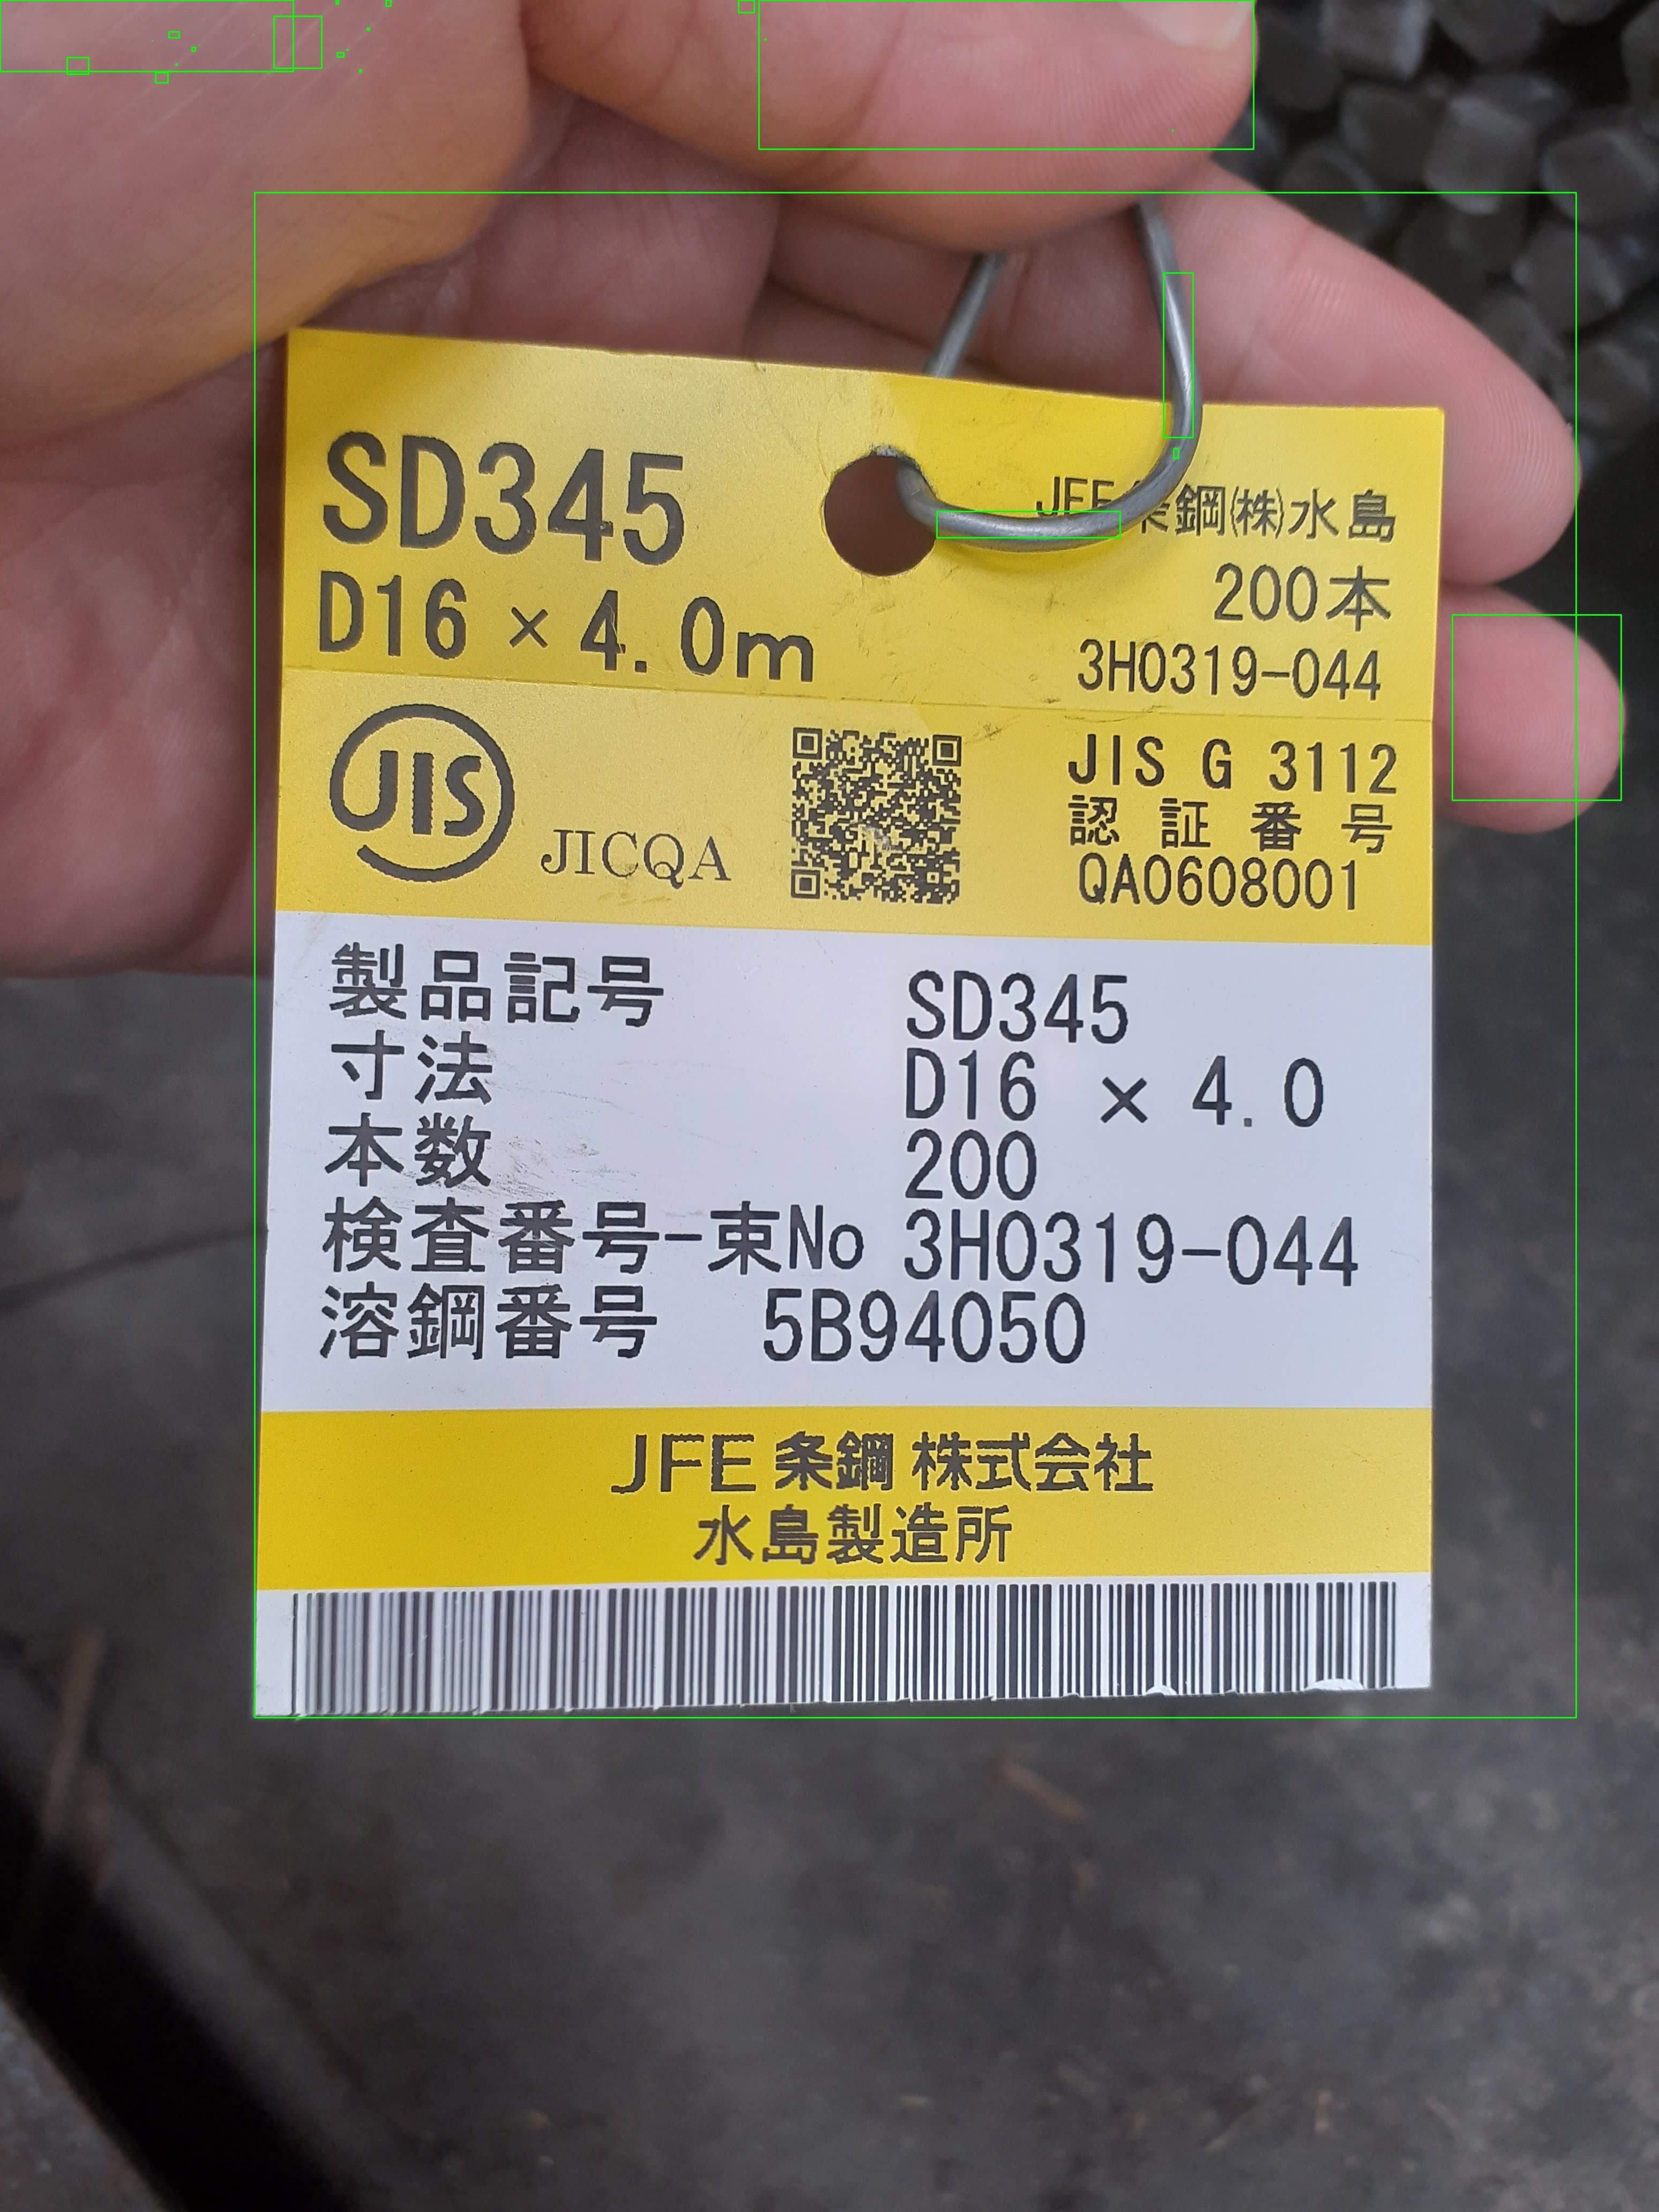 SD345
D16 × 4.0m
JFE条鋼(株)水島
200本
3H0319-044
JIS
JICQA
JIS G 3112
認証番号
QA0608001
製品記号 SD345
寸法 D16 × 4.0
本数 200
検査番号-束No 3H0319-044
溶鋼番号 5B94050
JFE条鋼株式会社
水島製造所